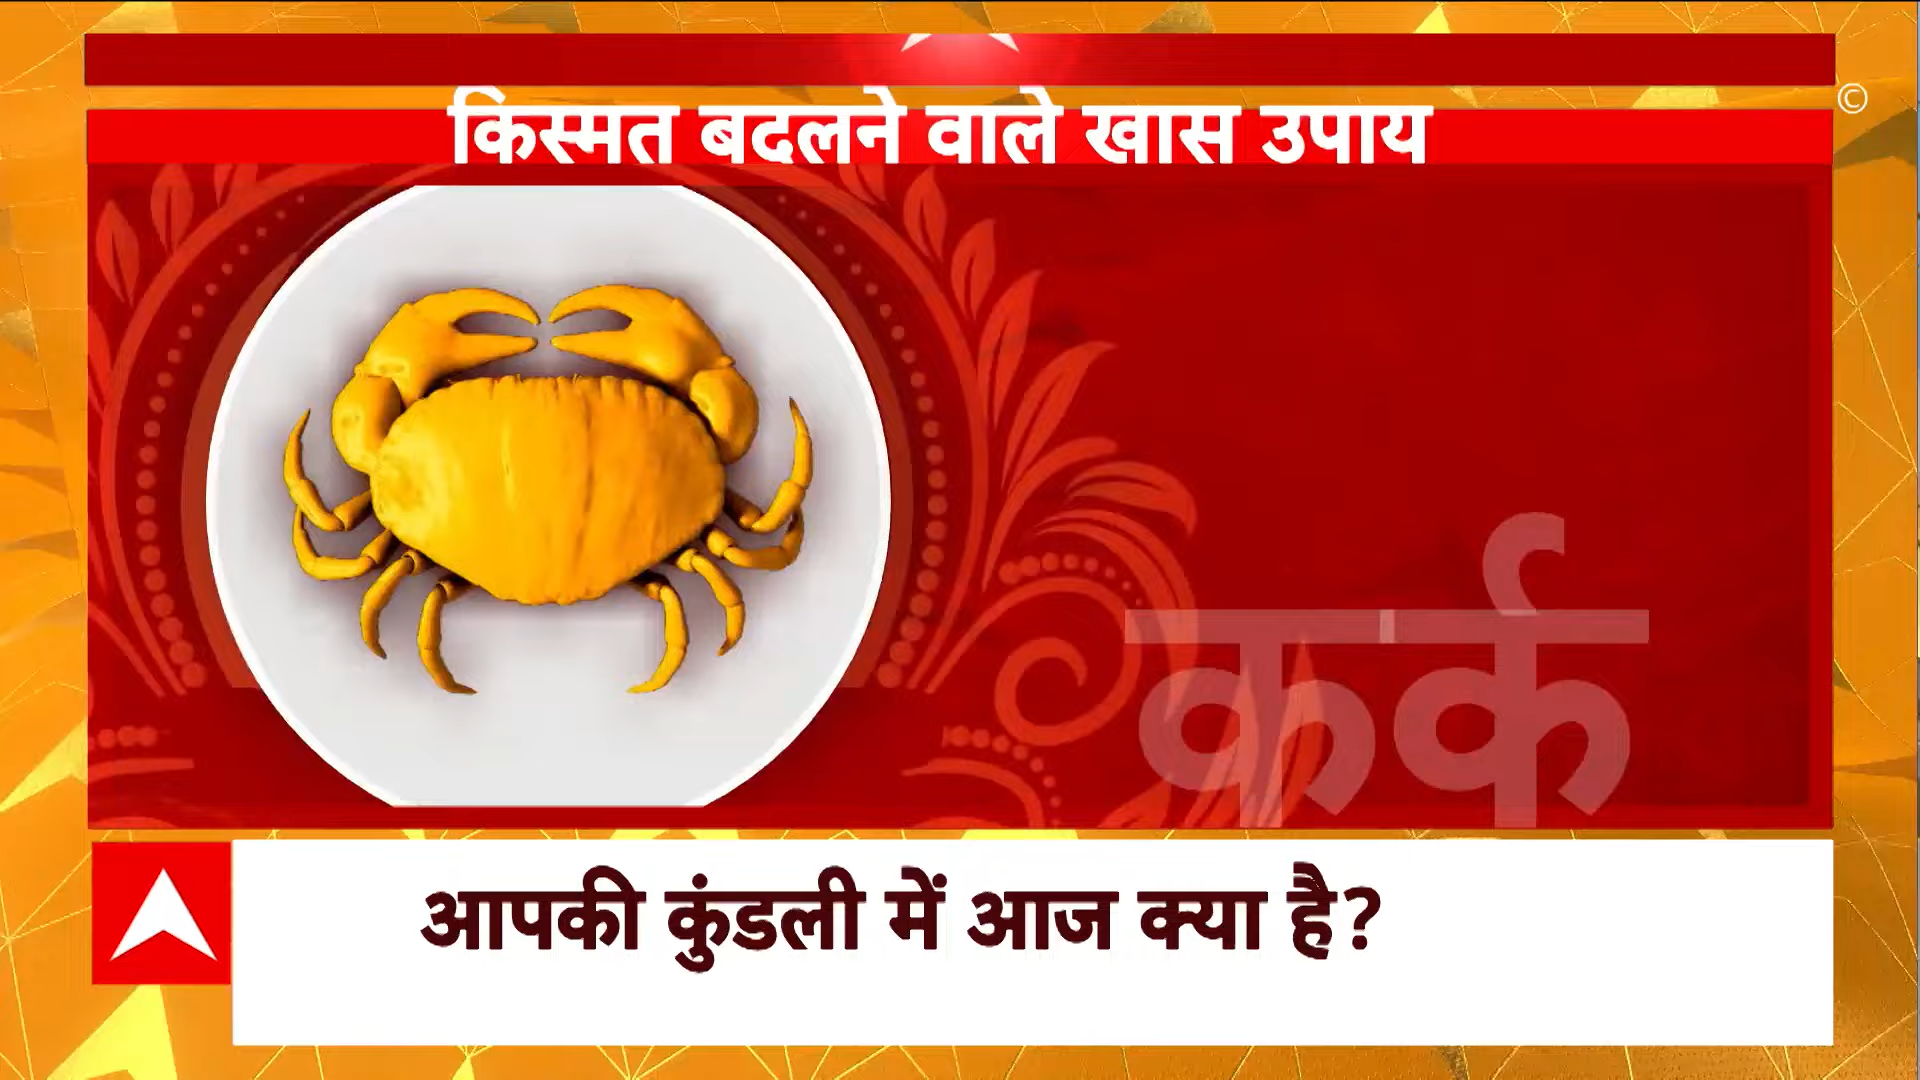 किस्मत बदलने वाले खास उपाय
©
कर्क
आपकी कुंडली में आज क्या है?